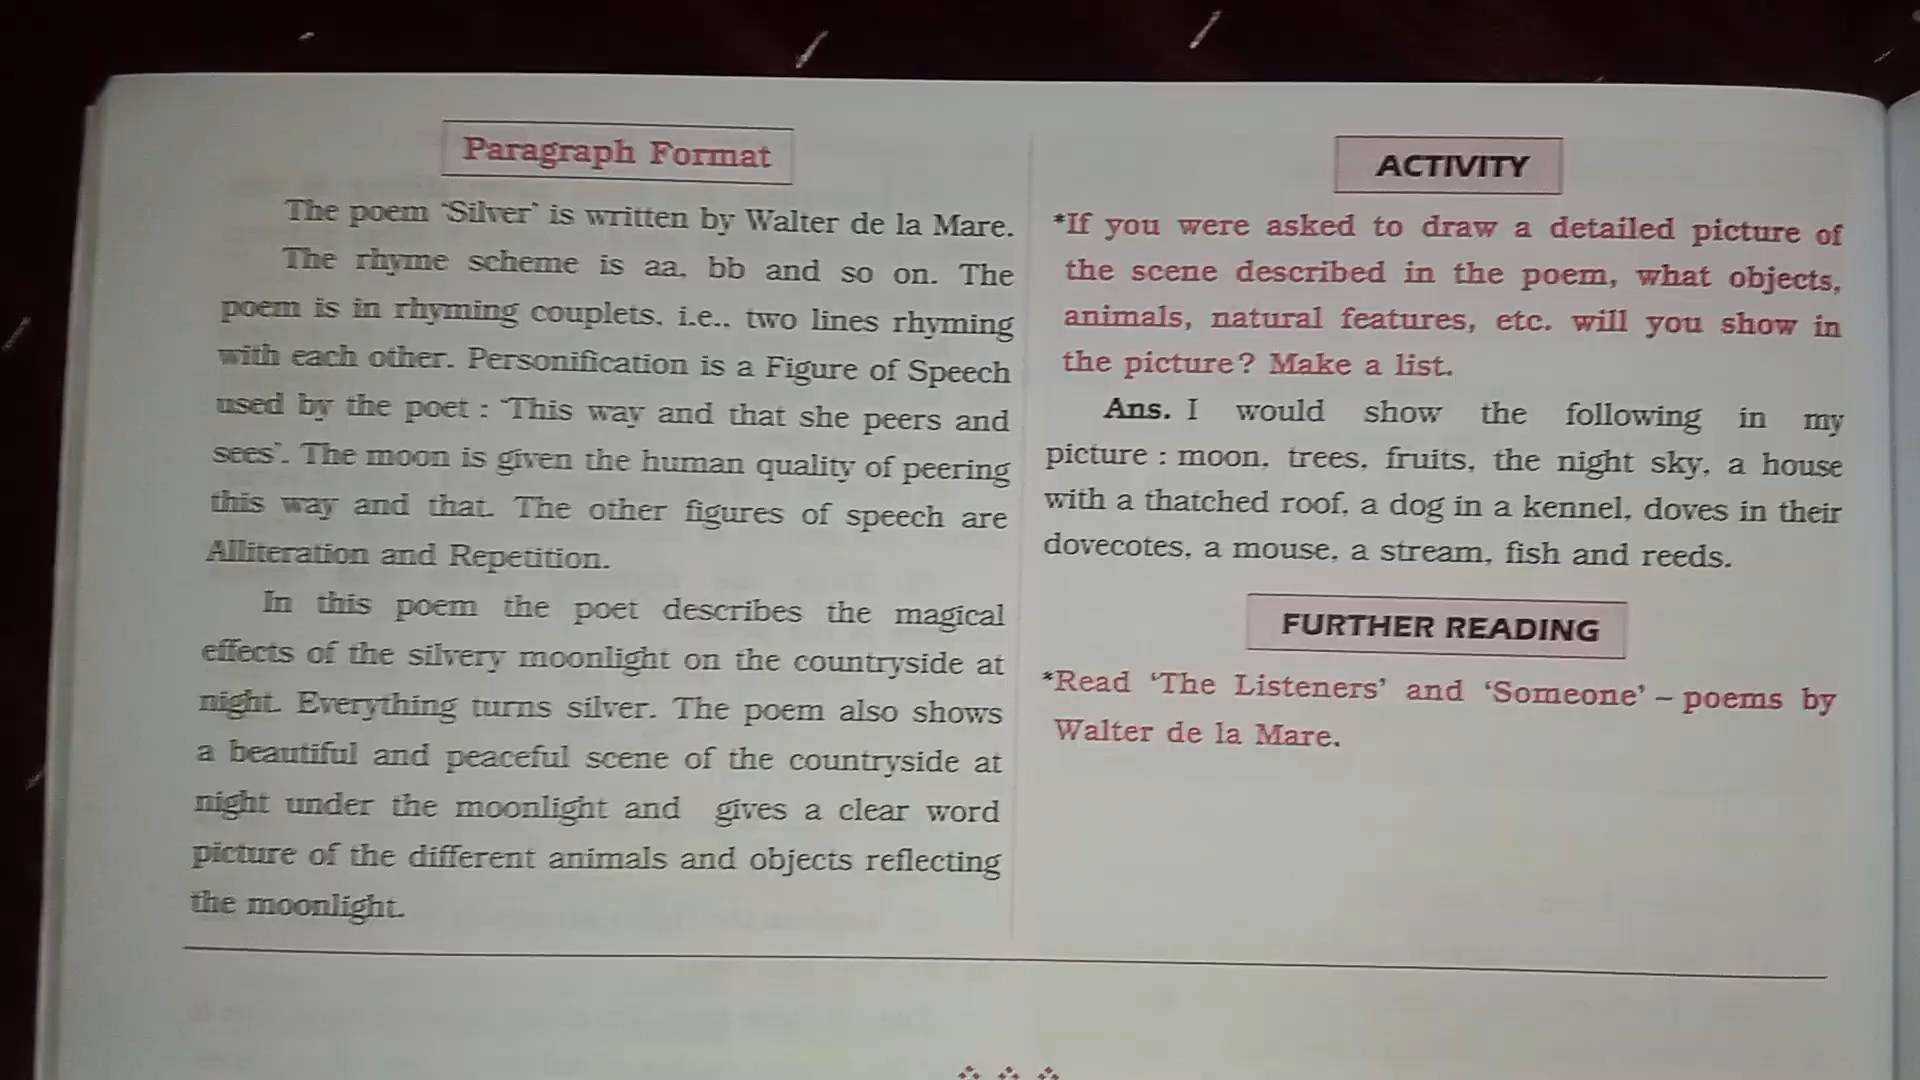 Paragraph Format
The poem 'Silver' is written by Walter de la Mare.
The rhyme scheme is aa, bb and so on. The
poem is in rhyming couplets, i.e., two lines rhyming
with each other. Personification is a Figure of Speech
used by the poet : 'This way and that she peers and
sees'. The moon is given the human quality of peering
this way and that. The other figures of speech are
Alliteration and Repetition.
In this poem the poet describes the magical
effects of the silvery moonlight on the countryside at
night. Everything turns silver. The poem also shows
a beautiful and peaceful scene of the countryside at
night under the moonlight and gives a clear word
picture of the different animals and objects reflecting
the moonlight.
ACTIVITY
*If you were asked to draw a detailed picture of
the scene described in the poem, what objects,
animals, natural features, etc. will you show in
the picture? Make a list.
Ans. I would show the following in my
picture : moon, trees, fruits, the night sky, a house
with a thatched roof, a dog in a kennel, doves in their
dovecotes, a mouse, a stream, fish and reeds.
FURTHER READING
*Read 'The Listeners' and 'Someone' – poems by
Walter de la Mare.